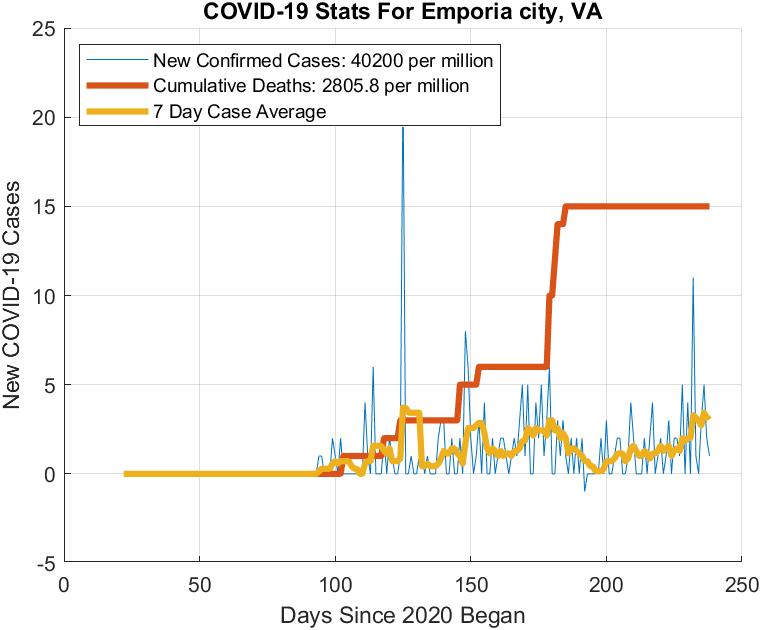 COVID-19 Stats For Emporia city, VA
25
New Confirmed Cases: 40200 per million
Cumulative Deaths: 2805.8 per million
7 Day Case Average
20
15
10
5
0
-5
New COVID-19 Cases
0 50 100 150 200 250
Days Since 2020 Began